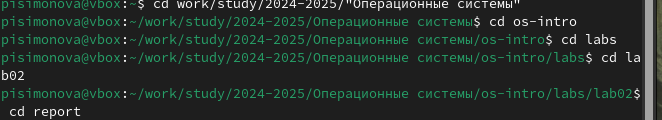 pisimonova@vbox:~$ cd work/study/2024-2025/"Операционные системы"
pisimonova@vbox:~/work/study/2024-2025/Операционные системы$ cd os-intro
pisimonova@vbox:~/work/study/2024-2025/Операционные системы/os-intro$ cd labs
pisimonova@vbox:~/work/study/2024-2025/Операционные системы/os-intro/labs$ cd la
b02
pisimonova@vbox:~/work/study/2024-2025/Операционные системы/os-intro/labs/lab02$
 cd report